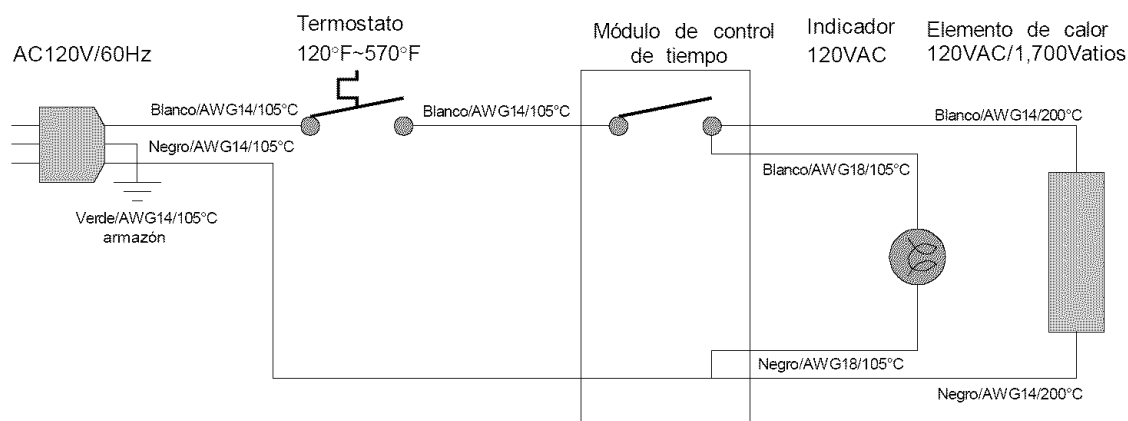 AC120V/60Hz
Termostato
120°F~570°F
Módulo de control
de tiempo
Indicador
120VAC
Elemento de calor
120VAC/1,700Vatios
Blanco/AWG14/105°C
Blanco/AWG14/105°C
Blanco/AWG14/200°C
Negro/AWG14/105°C
Blanco/AWG18/105°C
Verde/AWG14/105°C
armazón
Negro/AWG18/105°C
Negro/AWG14/200°C